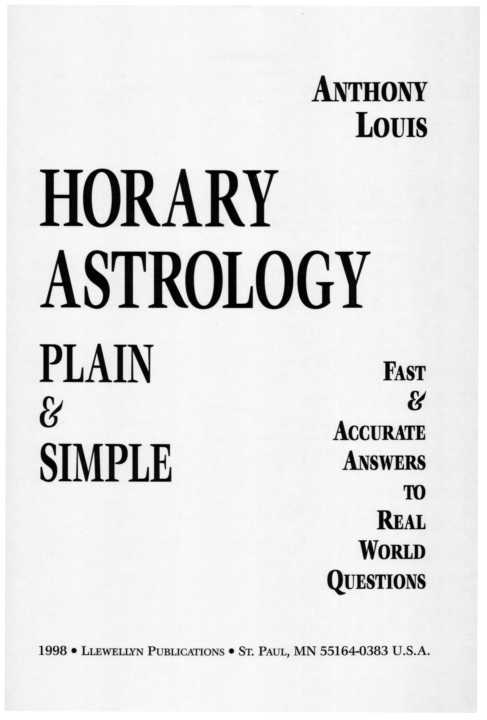 ANTHONY
LOUIS
HORARY
ASTROLOGY
PLAIN
&
SIMPLE
FAST
&
ACCURATE
ANSWERS
TO
REAL
WORLD
QUESTIONS
1998 • LLEWELLYN PUBLICATIONS • ST. PAUL, MN 55164-0383 U.S.A.